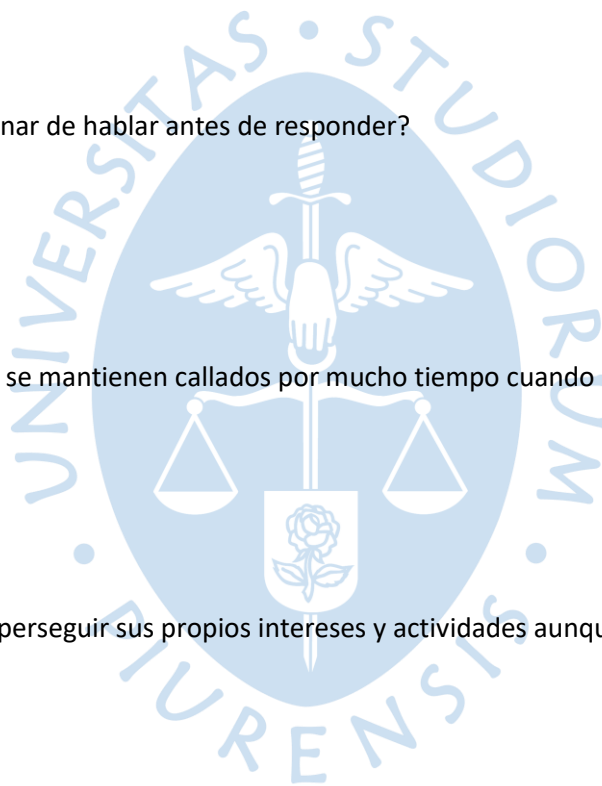 UNIVERSITAS • STUDIORUM • PIURENSIS •
nar de hablar antes de responder?
se mantienen callados por mucho tiempo cuando
perseguir sus propios intereses y actividades aunqu